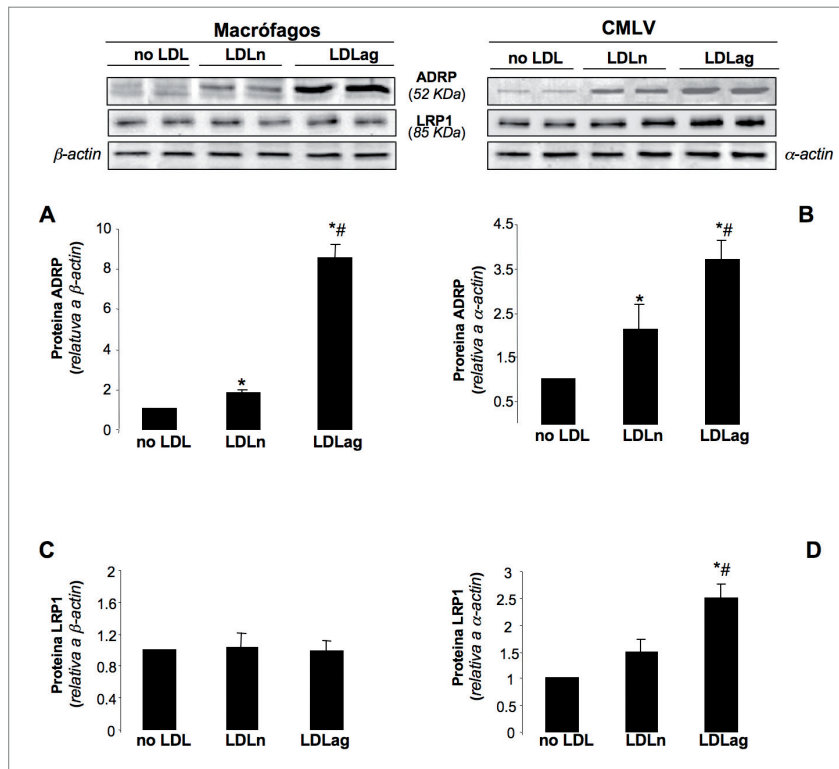 Macrófagos
no LDL LDLn LDLag
CMLV
no LDL LDLn LDLag
ADRP
(52 KDa)
LRP1
(85 KDa)
β-actin
α-actin
A
Proteina ADRP
(relatuva a β-actin)
10
8
6
4
2
0
*
*#
no LDL LDLn LDLag
B
Proreina ADRP
(relativa a α-actin)
4.5
3.5
2.5
1.5
0.5
*
*#
no LDL LDLn LDLag
C
Proteina LRP1
(relativa a β-actin)
2
1.6
1.2
0.8
0.4
0
no LDL LDLn LDLag
D
Proteina LRP1
(relativa a α-actin)
3
2.5
2
1.5
1
0.5
0
*#
no LDL LDLn LDLag